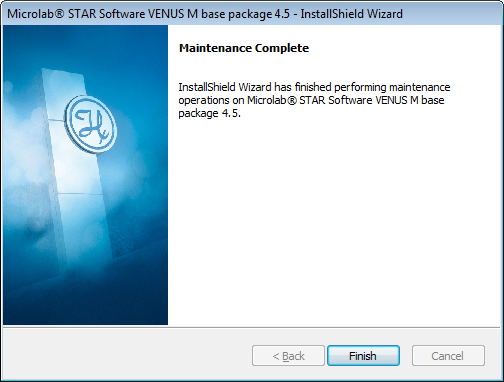 Microlab® STAR Software VENUS M base package 4.5 - InstallShield Wizard
Maintenance Complete
InstallShield Wizard has finished performing maintenance
operations on Microlab® STAR Software VENUS M base
package 4.5.
< Back
Finish
Cancel